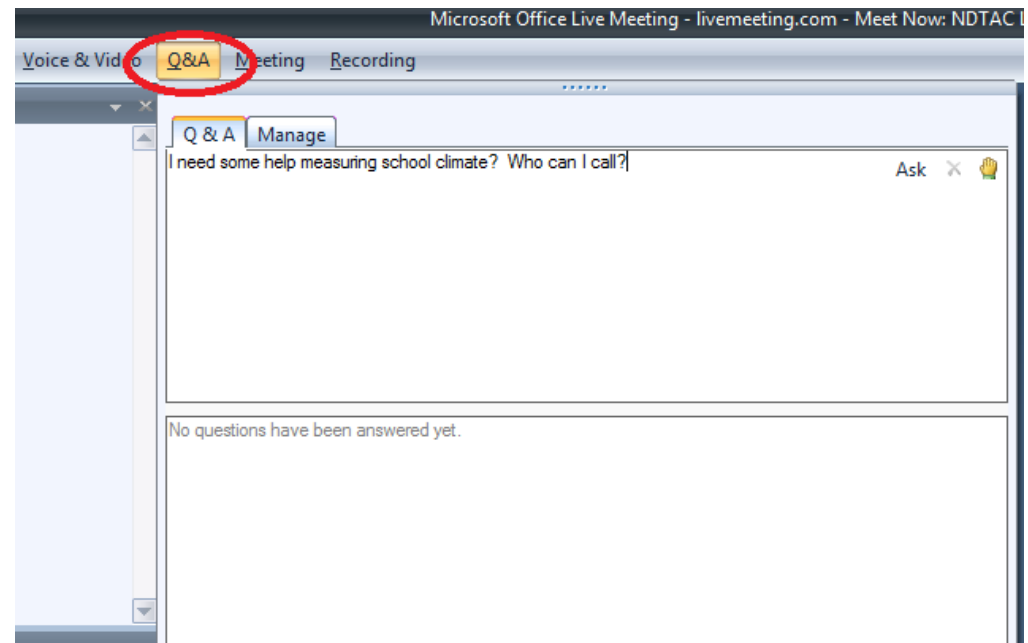 Microsoft Office Live Meeting - livemeeting.com - Meet Now: NDTAC L
Voice & Video Q&A Meeting Recording
Q & A Manage
I need some help measuring school climate?  Who can I call?
Ask
No questions have been answered yet.